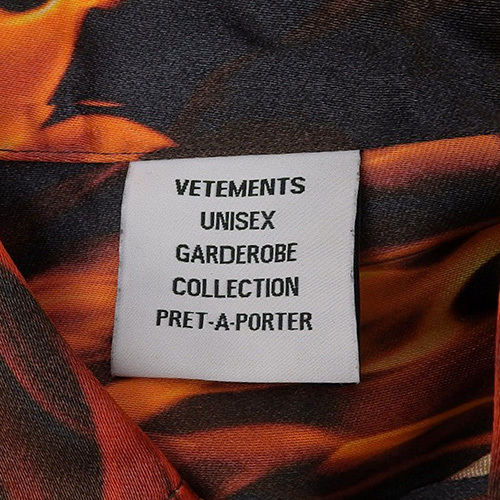 VETEMENTS
UNISEX
GARDEROBE
COLLECTION
PRET-A-PORTER